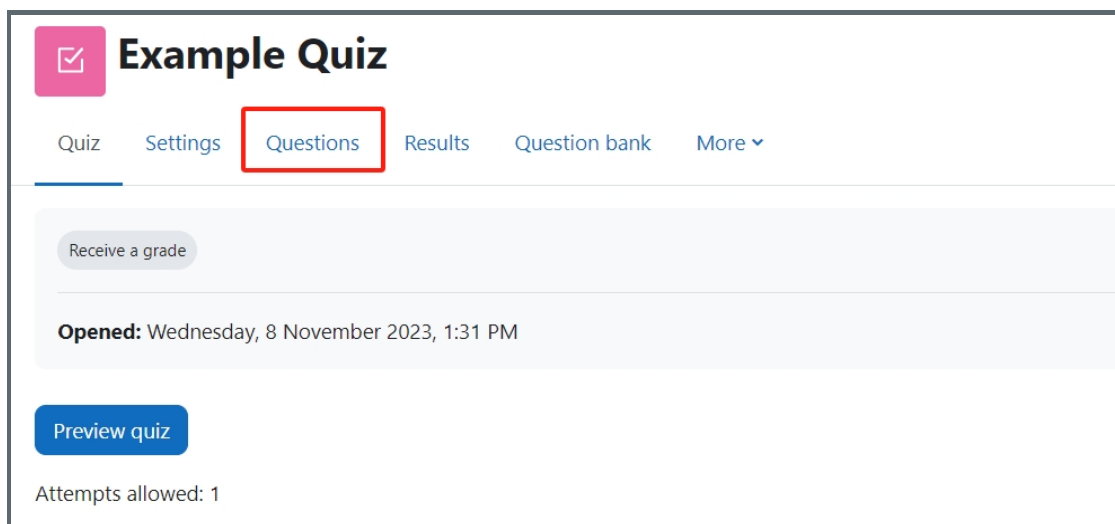 Example Quiz
Quiz Settings Questions Results Question bank More
Receive a grade
Opened: Wednesday, 8 November 2023, 1:31 PM
Preview quiz
Attempts allowed: 1